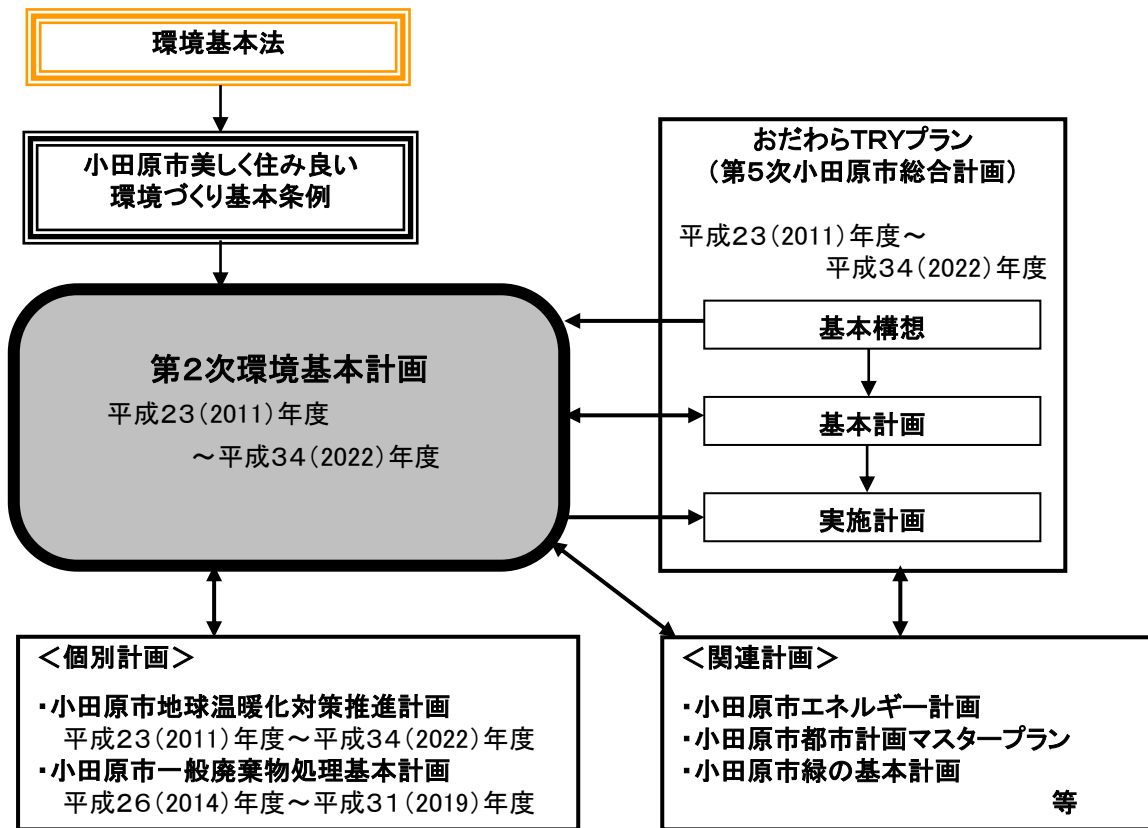 環境基本法
小田原市美しく住み良い
環境づくり基本条例
第2次環境基本計画
平成23(2011)年度
～平成34(2022)年度
おだわらTRYプラン
(第5次小田原市総合計画)
平成23(2011)年度～
平成34(2022)年度
基本構想
基本計画
実施計画
＜個別計画＞
・小田原市地球温暖化対策推進計画
平成23(2011)年度～平成34(2022)年度
・小田原市一般廃棄物処理基本計画
平成26(2014)年度～平成31(2019)年度
＜関連計画＞
・小田原市エネルギー計画
・小田原市都市計画マスタープラン
・小田原市緑の基本計画
等